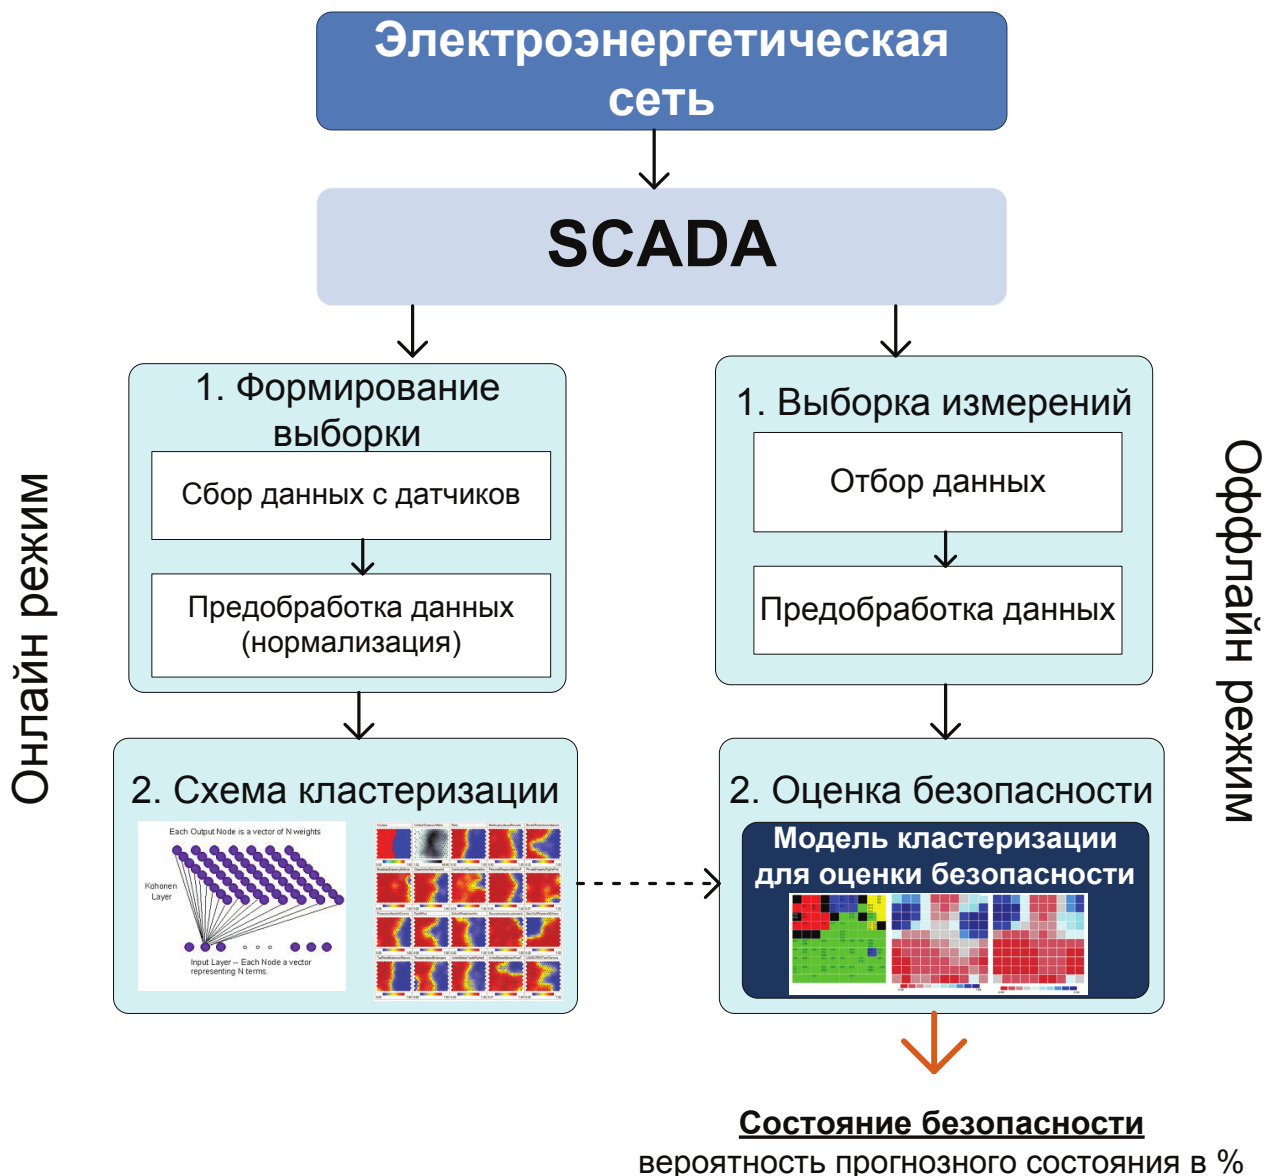 Электроэнергетическая
сеть
SCADA
Онлайн режим
1. Формирование
выборки
Сбор данных с датчиков
Предобработка данных
(нормализация)
2. Схема кластеризации
Each Output Node is a vector of N weights
Kohonen
Layer
Input Layer -- Each Node a vector
representing N terms.
Оффлайн режим
1. Выборка измерений
Отбор данных
Предобработка данных
2. Оценка безопасности
Модель кластеризации
для оценки безопасности
Состояние безопасности
вероятность прогнозного состояния в %